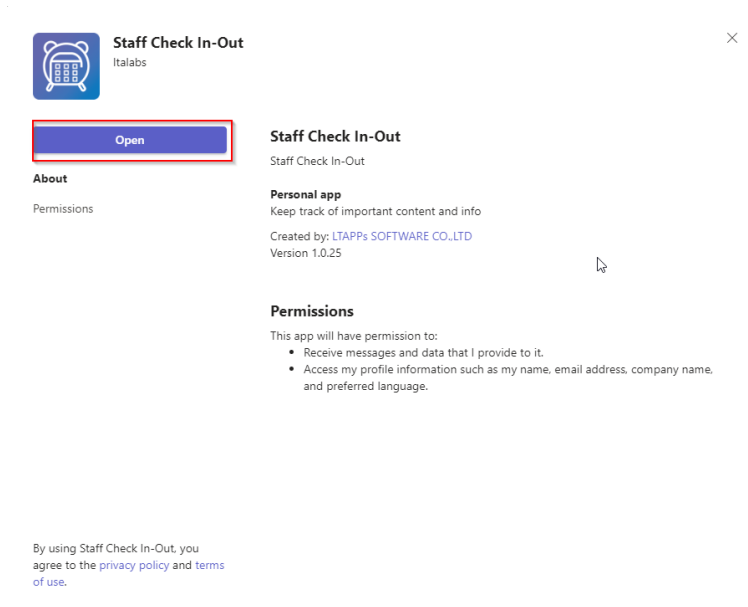 Staff Check In-Out
Italabs
Open
About
Permissions
Staff Check In-Out
Staff Check In-Out
Personal app
Keep track of important content and info
Created by: LTAPPs SOFTWARE CO.,LTD
Version 1.0.25
Permissions
This app will have permission to:
• Receive messages and data that I provide to it.
• Access my profile information such as my name, email address, company name,
and preferred language.
By using Staff Check In-Out, you
agree to the privacy policy and terms
of use.